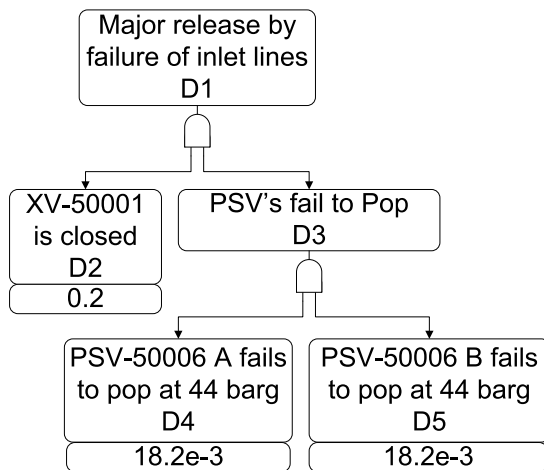 Major release by
failure of inlet lines
D1
XV-50001
is closed
D2
0.2
PSV's fail to Pop
D3
PSV-50006 A fails
to pop at 44 barg
D4
18.2e-3
PSV-50006 B fails
to pop at 44 barg
D5
18.2e-3